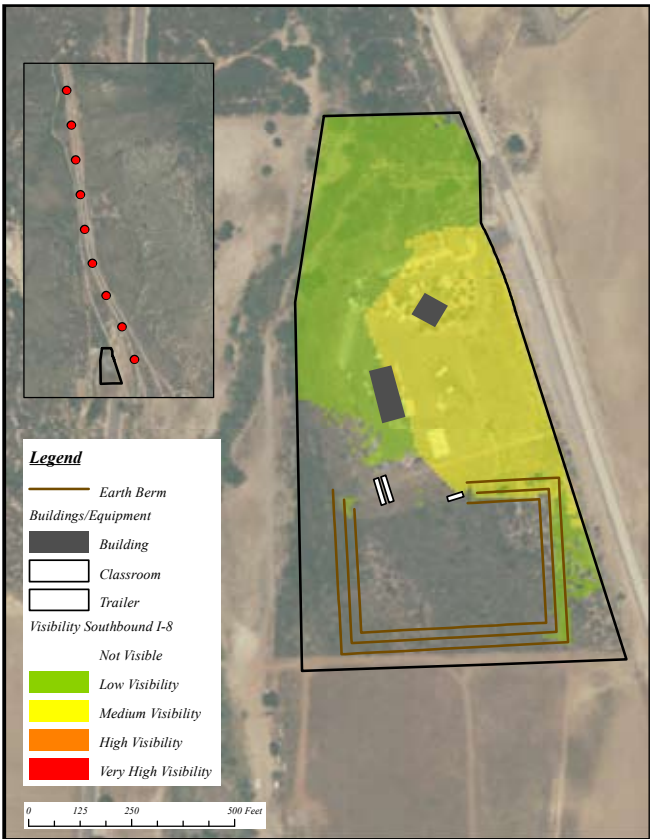 Legend
Earth Berm
Buildings/Equipment
Building
Classroom
Trailer
Visibility Southbound I-8
Not Visible
Low Visibility
Medium Visibility
High Visibility
Very High Visibility
0 125 250 500 Feet